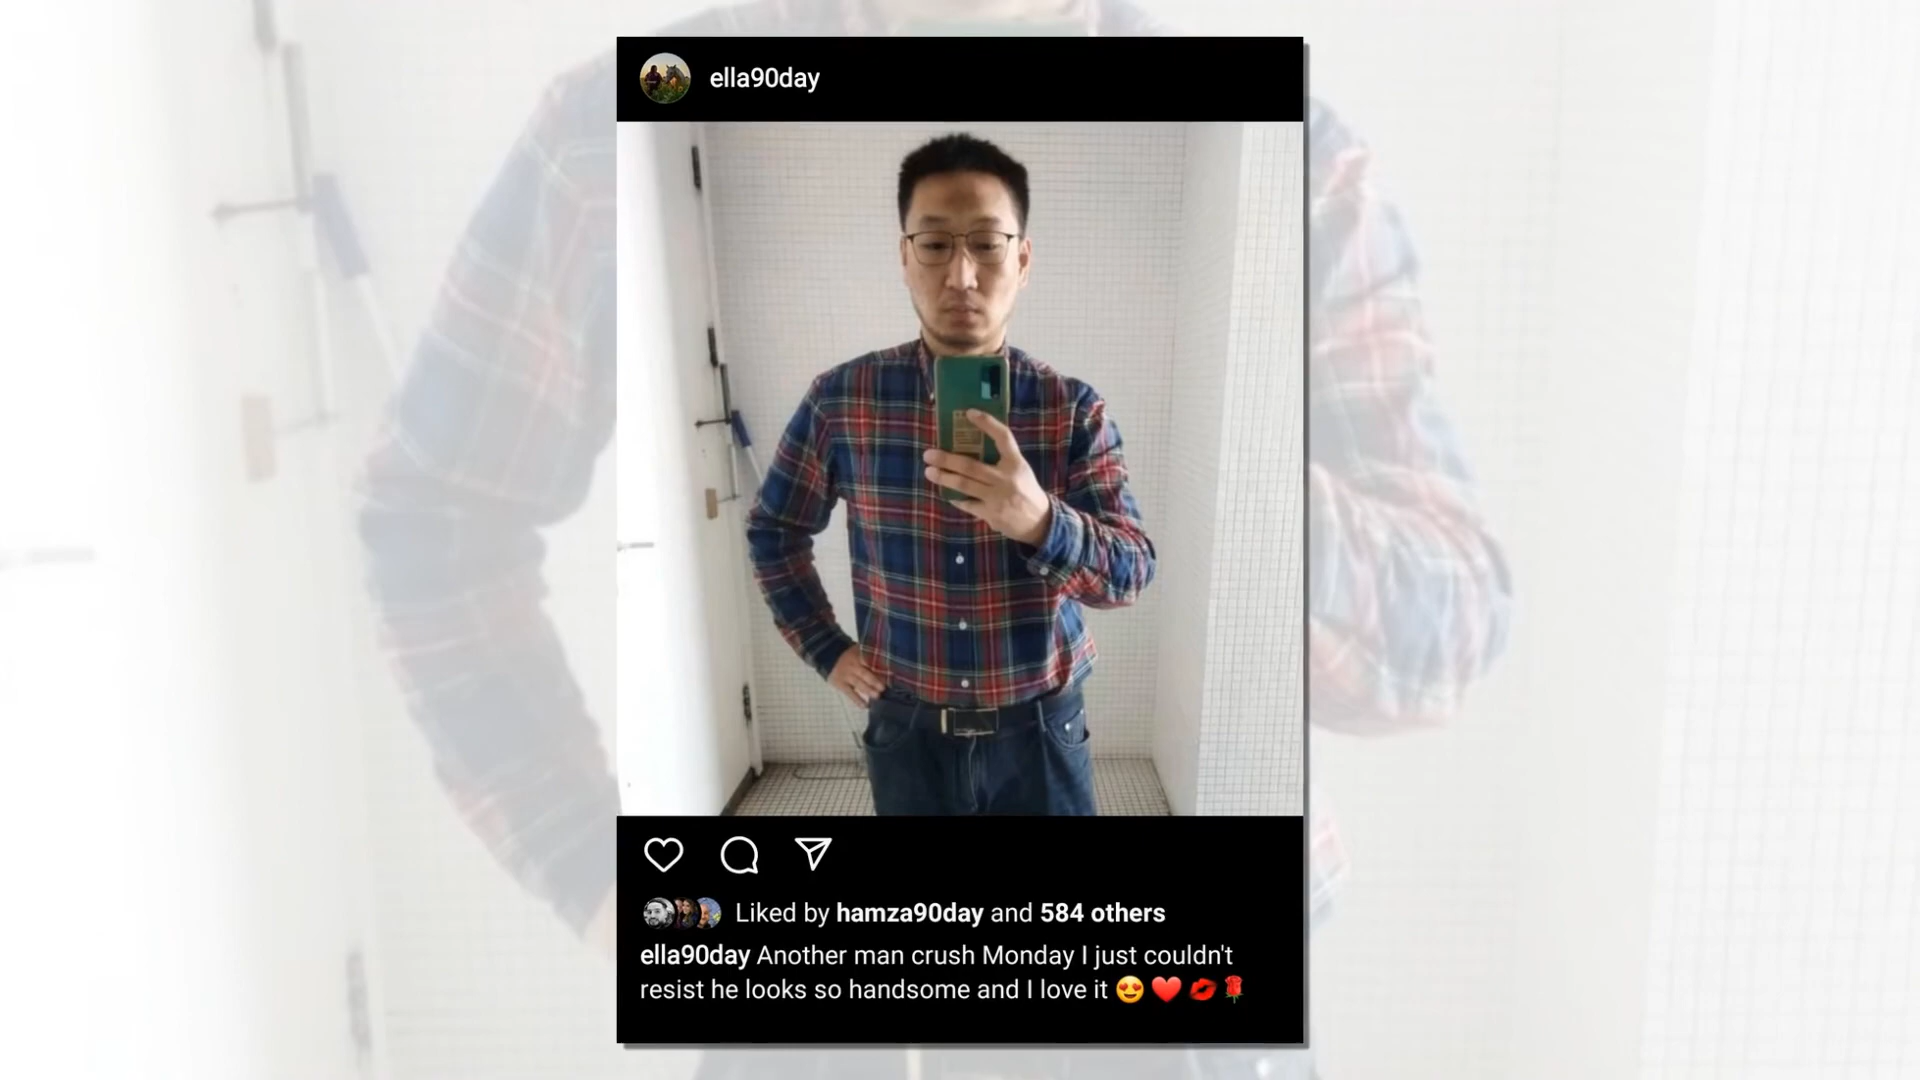 ella90day
Liked by hamza90day and 584 others
ella90day Another man crush Monday I just couldn't
resist he looks so handsome and I love it 😍 ❤️ 💋 🌹